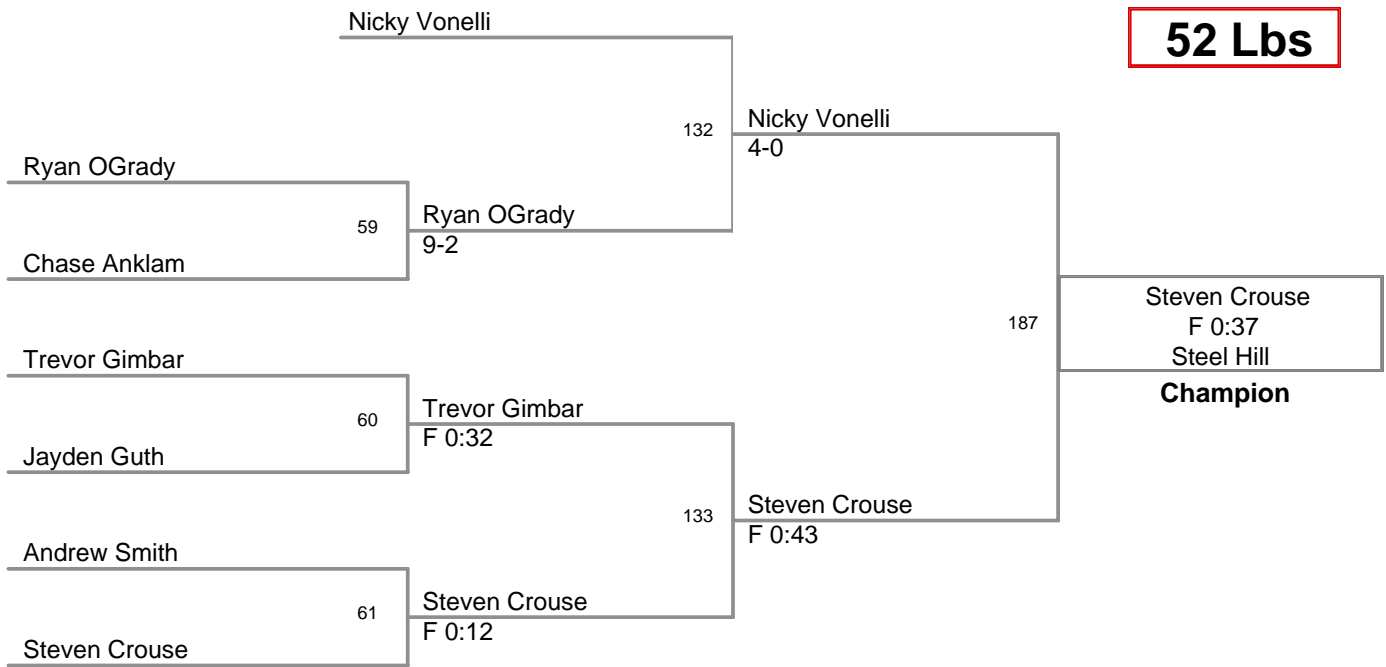 Nicky Vonelli
52 Lbs
132
Nicky Vonelli
4-0
Ryan OGrady
59
Ryan OGrady
9-2
Chase Anklam
187
Steven Crouse
F 0:37
Steel Hill
Champion
Trevor Gimbar
60
Trevor Gimbar
F 0:32
Jayden Guth
133
Steven Crouse
F 0:43
Andrew Smith
61
Steven Crouse
F 0:12
Steven Crouse